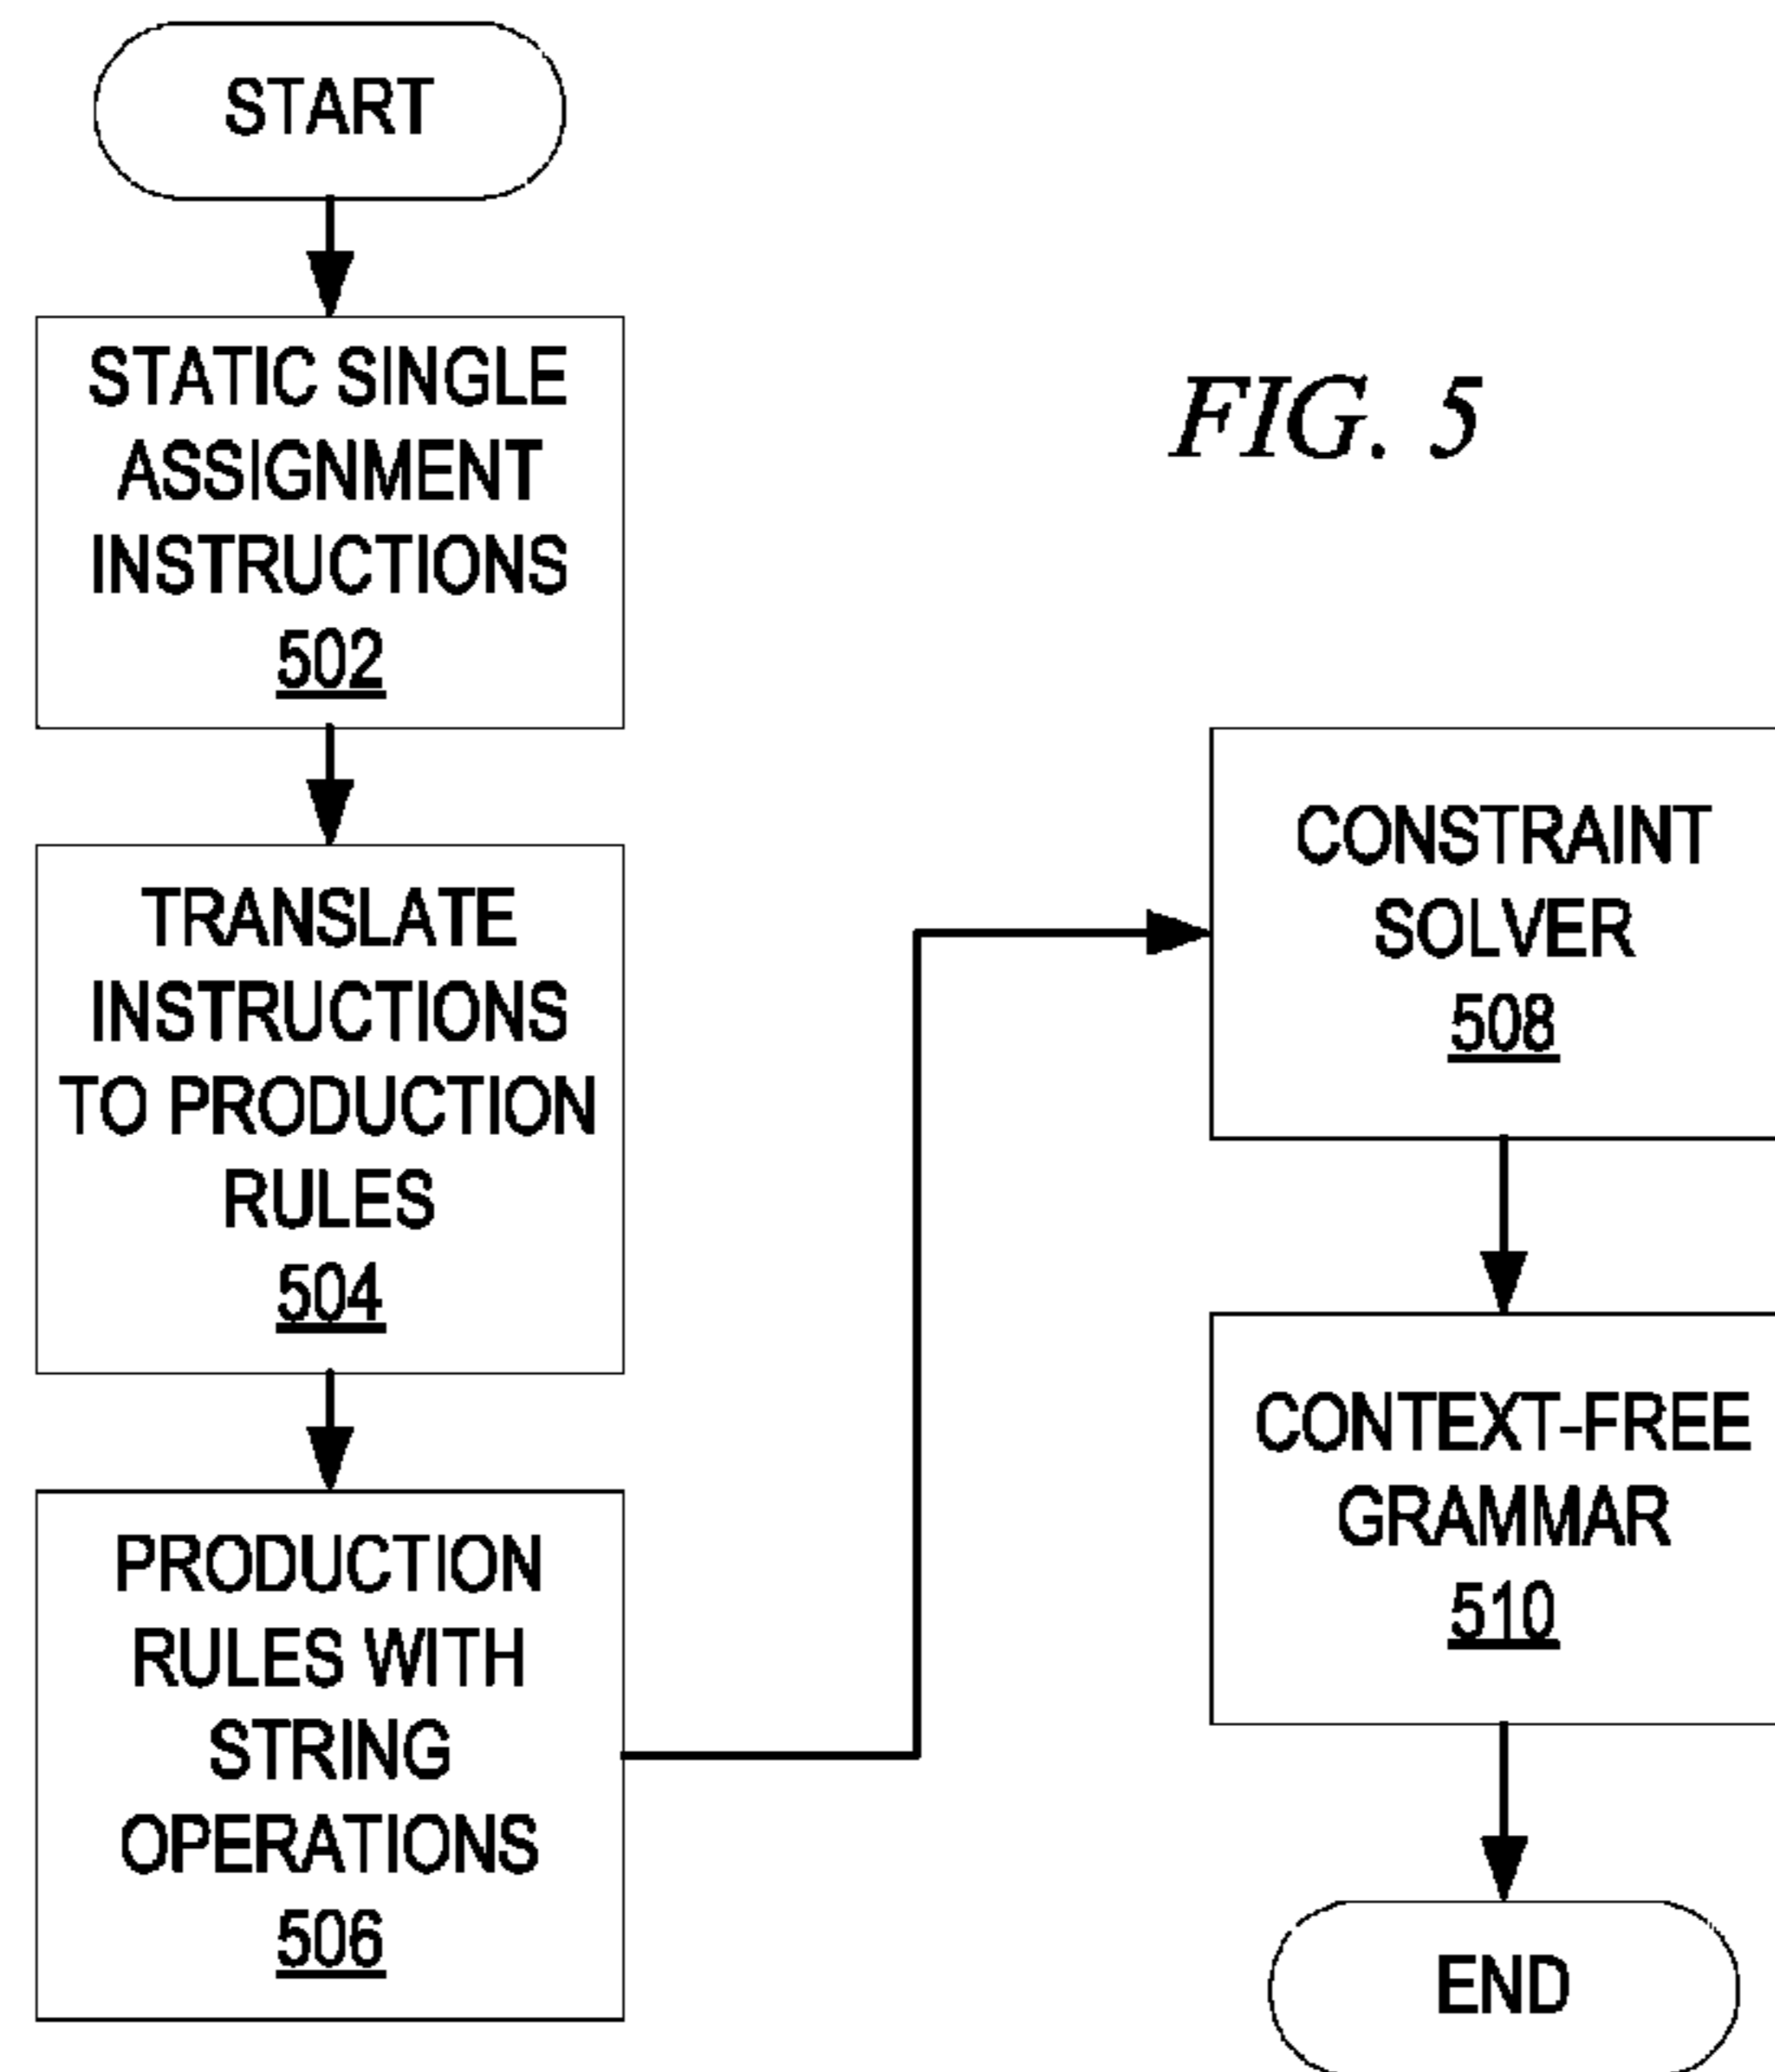 START
STATIC SINGLE
ASSIGNMENT
INSTRUCTIONS
502
TRANSLATE
INSTRUCTIONS
TO PRODUCTION
RULES
504
PRODUCTION
RULES WITH
STRING
OPERATIONS
506
FIG. 5
CONSTRAINT
SOLVER
508
CONTEXT-FREE
GRAMMAR
510
END